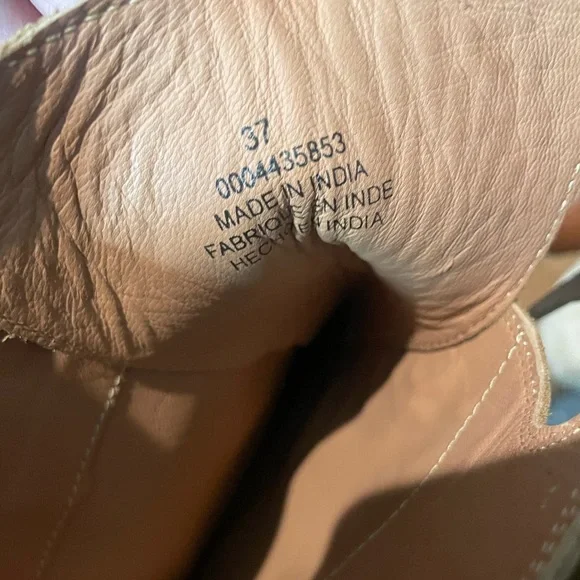 37
0004435853
MADE IN INDIA
FABRIQUÉ EN INDE
HECHO EN INDIA